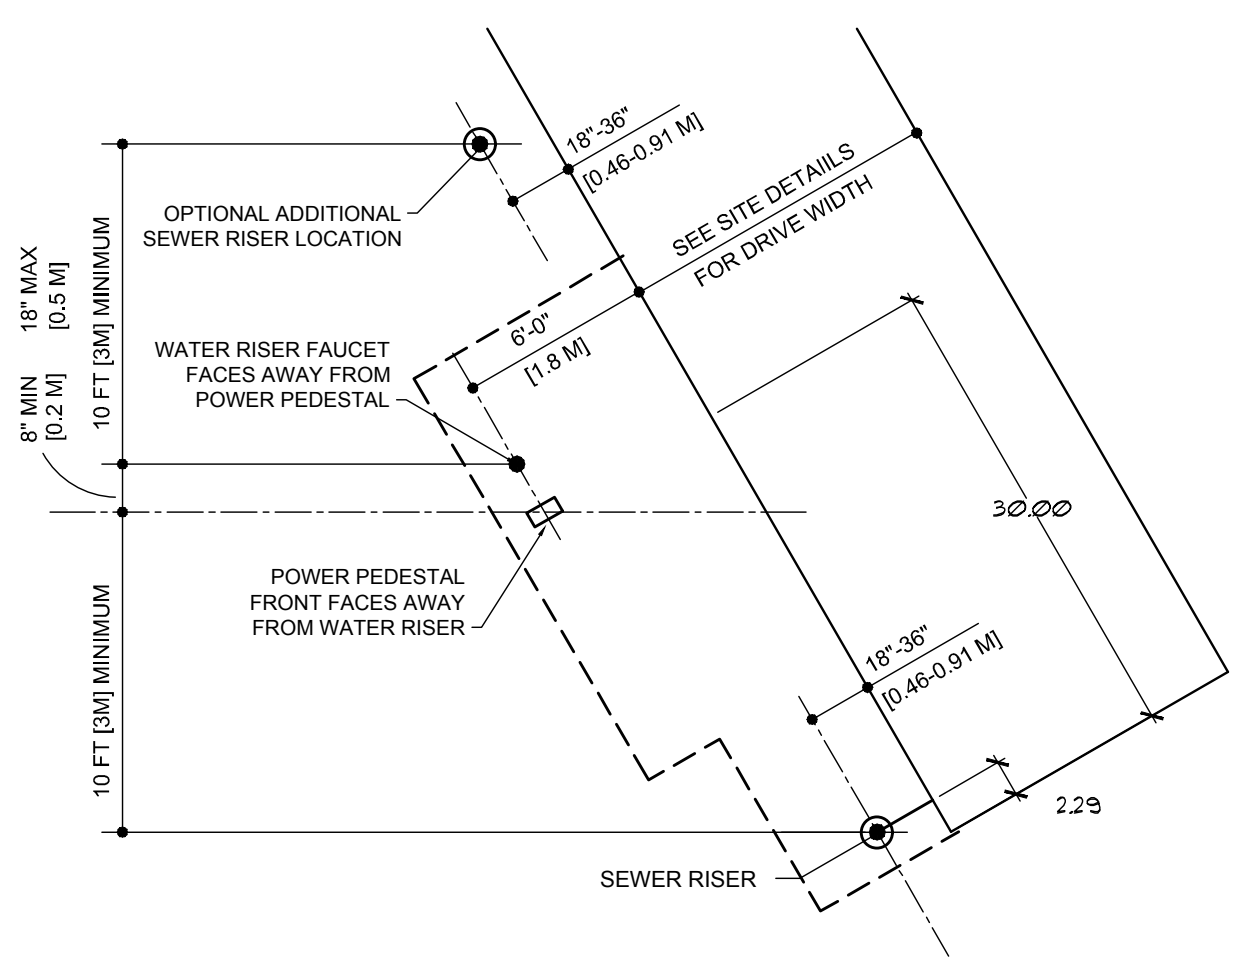 18"-36"
[0.46-0.91 M]
SEE SITE DETAIILS
FOR DRIVE WIDTH
OPTIONAL ADDITIONAL
SEWER RISER LOCATION
18" MAX
[0.5 M]
10 FT [3M] MINIMUM
8" MIN
[0.2 M]
6'-0"
[1.8 M]
WATER RISER FAUCET
FACES AWAY FROM
POWER PEDESTAL
30.00
POWER PEDESTAL
FRONT FACES AWAY
FROM WATER RISER
10 FT [3M] MINIMUM
18"-36"
[0.46-0.91 M]
2.29
SEWER RISER